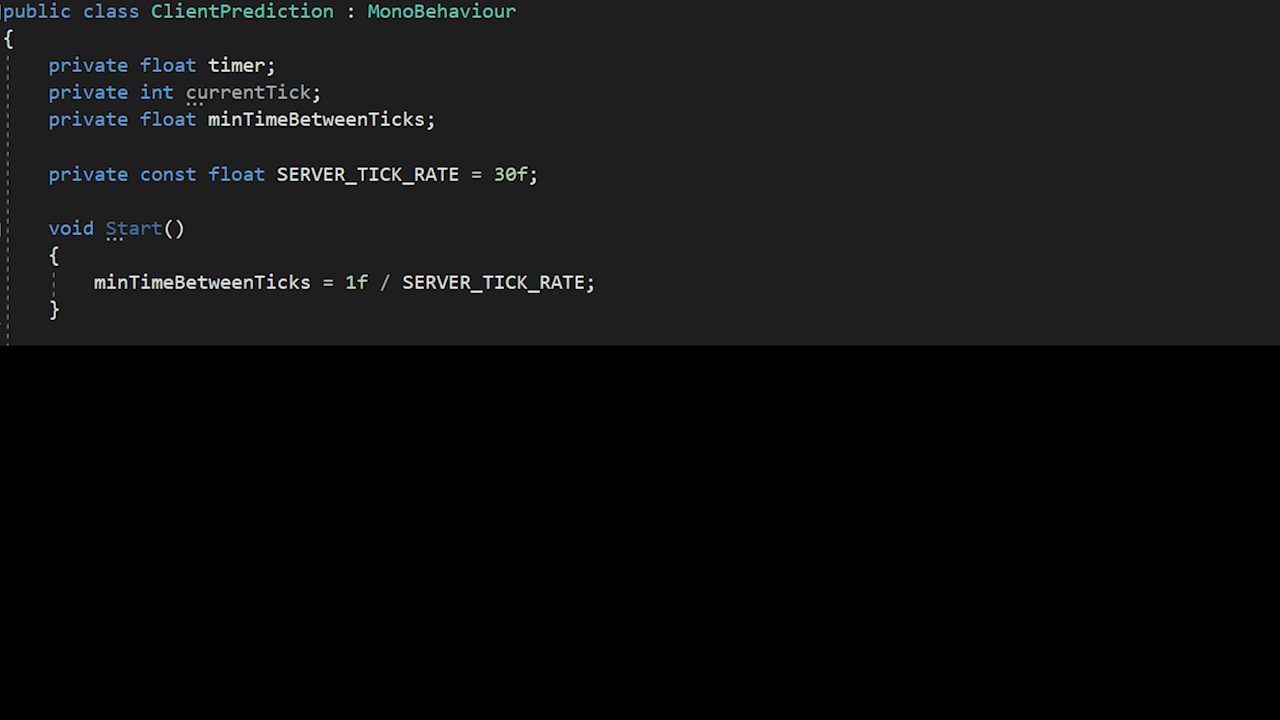 public class ClientPrediction : MonoBehaviour
{
private float timer;
private int currentTick;
private float minTimeBetweenTicks;
private const float SERVER_TICK_RATE = 30f;
void Start()
{
minTimeBetweenTicks = 1f / SERVER_TICK_RATE;
}